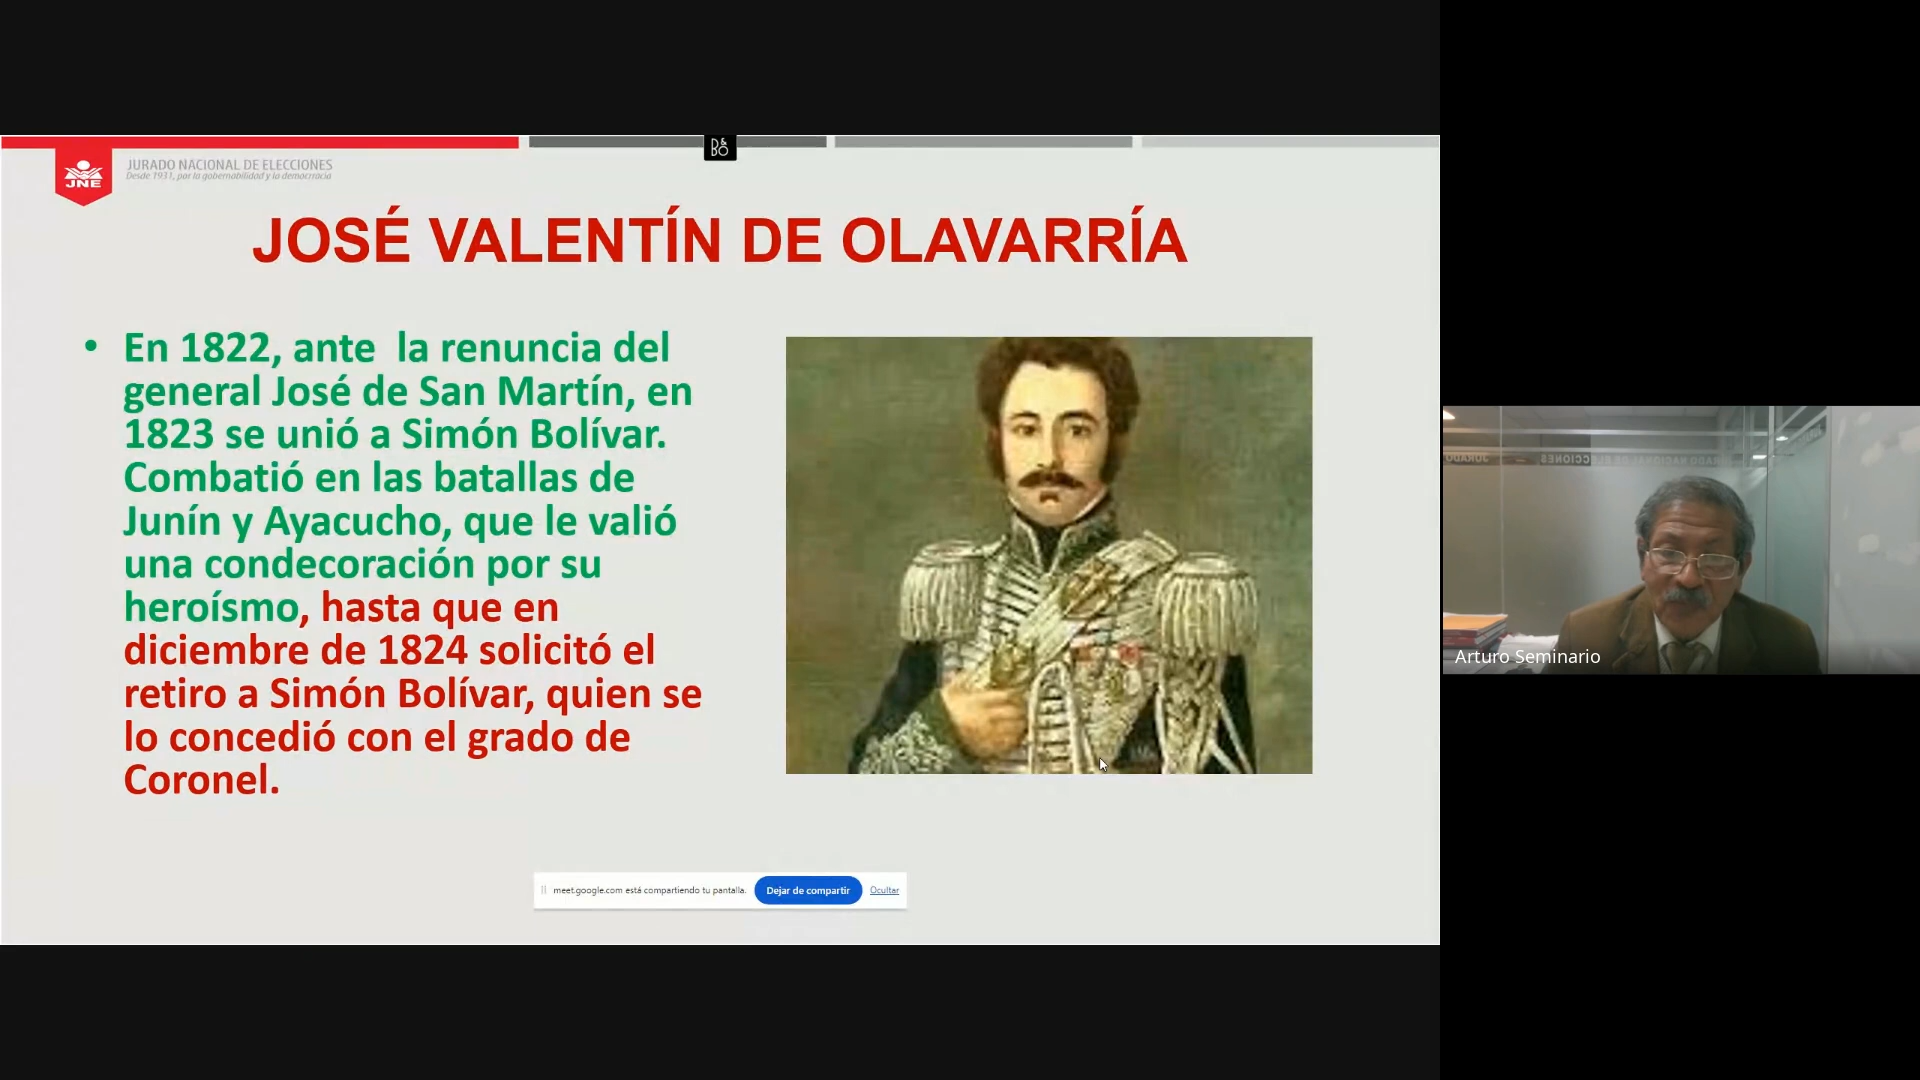 JURADO NACIONAL DE ELECCIONES
Desde 1931, por la gobernabilidad y la democrracia
JNE
B&O
JOSÉ VALENTÍN DE OLAVARRÍA
• En 1822, ante la renuncia del
general José de San Martín, en
1823 se unió a Simón Bolívar.
Combatió en las batallas de
Junín y Ayacucho, que le valió
una condecoración por su
heroísmo, hasta que en
diciembre de 1824 solicitó el
retiro a Simón Bolívar, quien se
lo concedió con el grado de
Coronel.
meet.google.com está compartiendo tu pantalla.
Dejar de compartir
Ocultar
Arturo Seminario